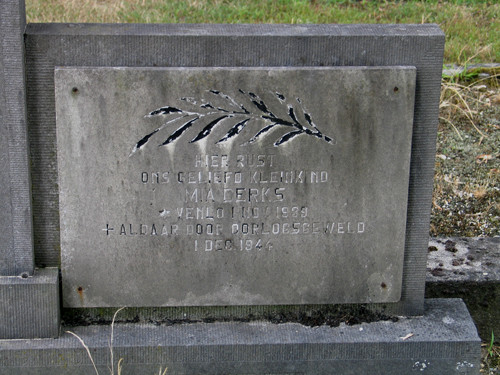 HIER RUST
ONS GELIEFD KLEINKIND
MIA DERKS
* VENLO 1 NOV 1939
+ ALDAAR DOOR OORLOGSGEWELD
1 DEC 1944